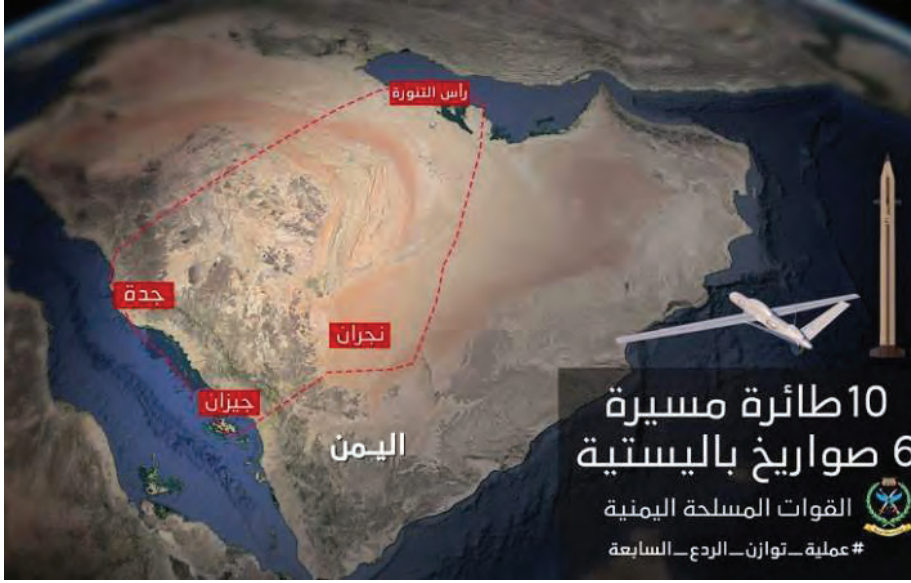 رأس التنورة
جدة
نجران
جيزان
اليمن
10 طائرة مسيرة
6 صواريخ باليستية
القوات المسلحة اليمنية
#عملية_توازن_الردع_السابعة